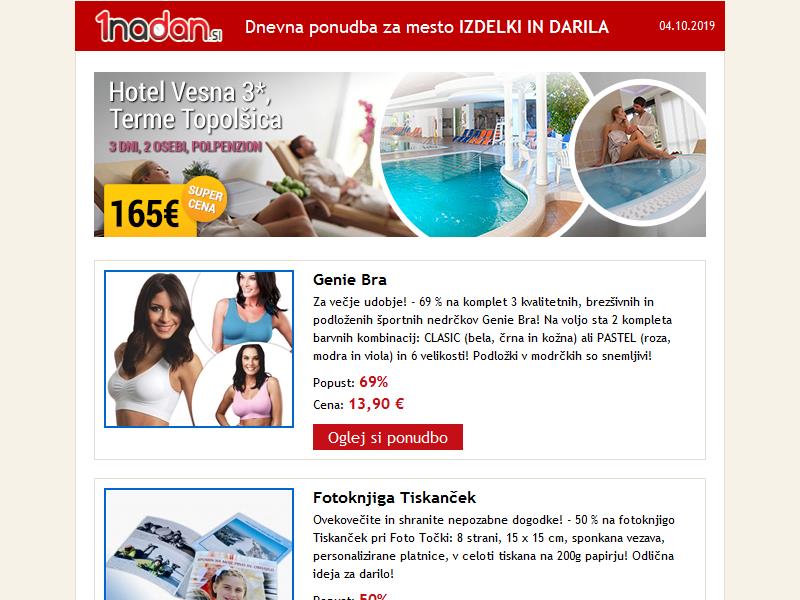 1nadan.si
Dnevna ponudba za mesto IZDELKI IN DARILA
04.10.2019
Hotel Vesna 3*,
Terme Topolšica
3 DNI, 2 OSEBI, POLPENZION
165€
SUPER
CENA
Genie Bra
Za večje udobje! - 69 % na komplet 3 kvalitetnih, brezšivnih in
podloženih športnih nedrčkov Genie Bra! Na voljo sta 2 kompleta
barvnih kombinacij: CLASIC (bela, črna in kožna) ali PASTEL (roza,
modra in viola) in 6 velikosti! Podložki v modrčkih so snemljivi!
Popust: 69%
Cena: 13,90 €
Oglej si ponudbo
Fotoknjiga Tiskanček
Ovekovečite in shranite nepozabne dogodke! - 50 % na fotoknjigo
Tiskanček pri Foto Točki: 8 strani, 15 x 15 cm, sponkana vezava,
personalizirane platnice, v celoti tiskana na 200g papirju! Odlična
ideja za darilo!
Popust: 50%